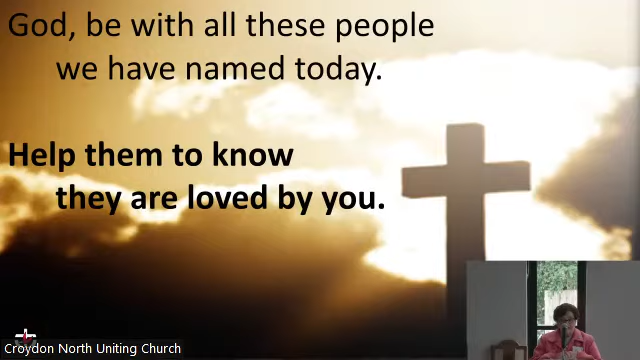 God, be with all these people
we have named today.
Help them to know
they are loved by you.
Croydon North Uniting Church